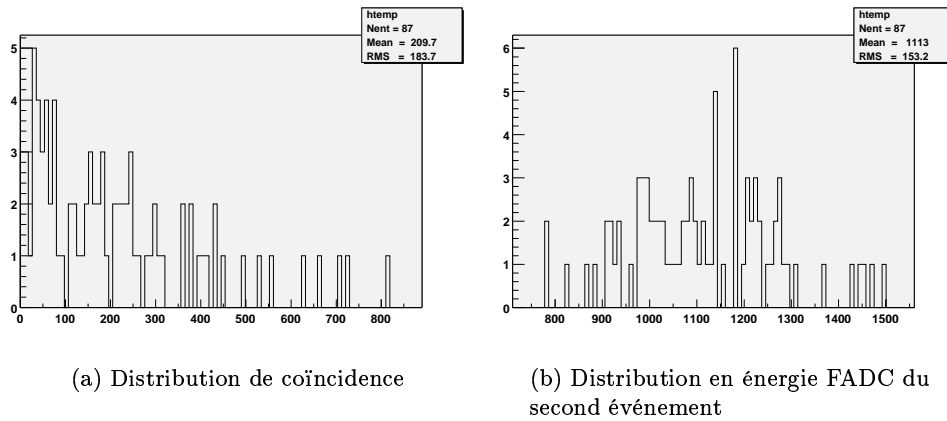 htemp
Nent = 87
Mean = 209.7
RMS = 183.7
5
4
3
2
1
0
0 100 200 300 400 500 600 700 800
(a) Distribution de coïncidence
htemp
Nent = 87
Mean = 1113
RMS = 153.2
6
5
4
3
2
1
0
800 900 1000 1100 1200 1300 1400 1500
(b) Distribution en énergie FADC du
second événement